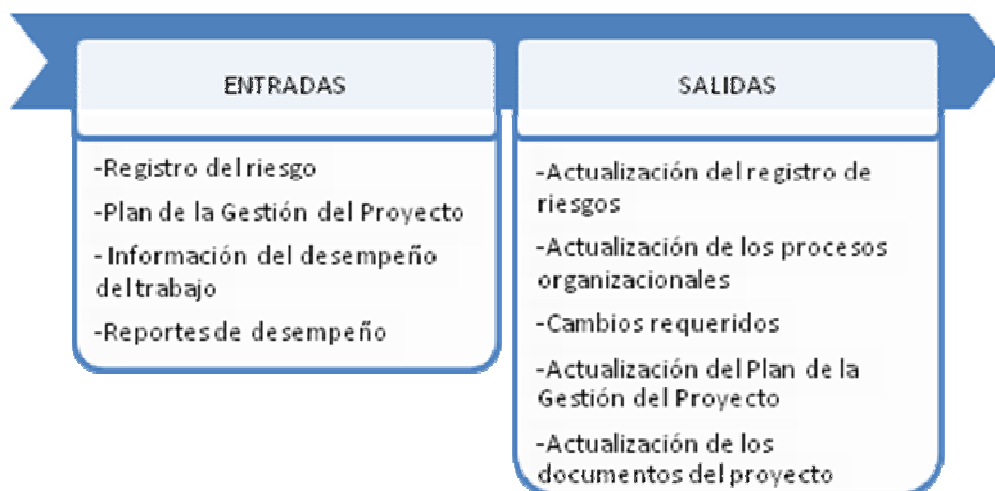 ENTRADAS
-Registro del riesgo
-Plan de la Gestión del Proyecto
- Información del desempeño
del trabajo
-Reportes de desempeño
SALIDAS
-Actualización del registro de
riesgos
-Actualización de los procesos
organizacionales
-Cambios requeridos
-Actualización del Plan de la
Gestión del Proyecto
-Actualización de los
documentos del proyecto